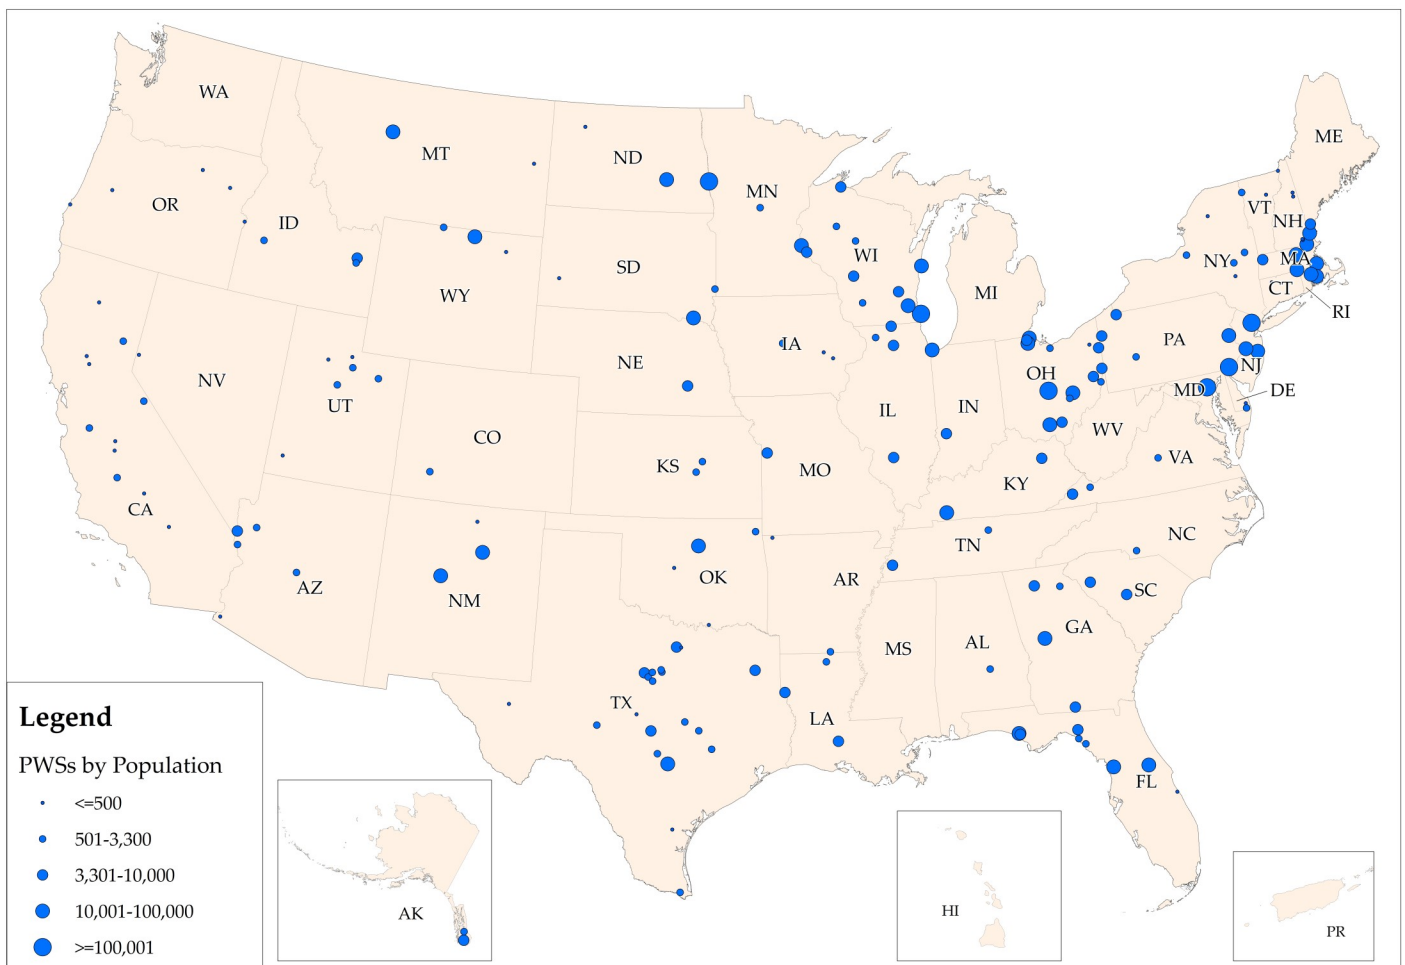 WA
ME
MT
ND
MN
VT
NH
OR
ID
WI
NY
MA
SD
MI
CT
WY
RI
IA
PA
NE
OH
NJ
NV
MD
DE
UT
IL
IN
CO
WV
KS
MO
VA
KY
CA
NC
TN
OK
AR
AZ
SC
NM
GA
MS
AL
TX
LA
FL
Legend
PWSs by Population
<=500
501-3,300
3,301-10,000
10,001-100,000
>=100,001
AK
HI
PR